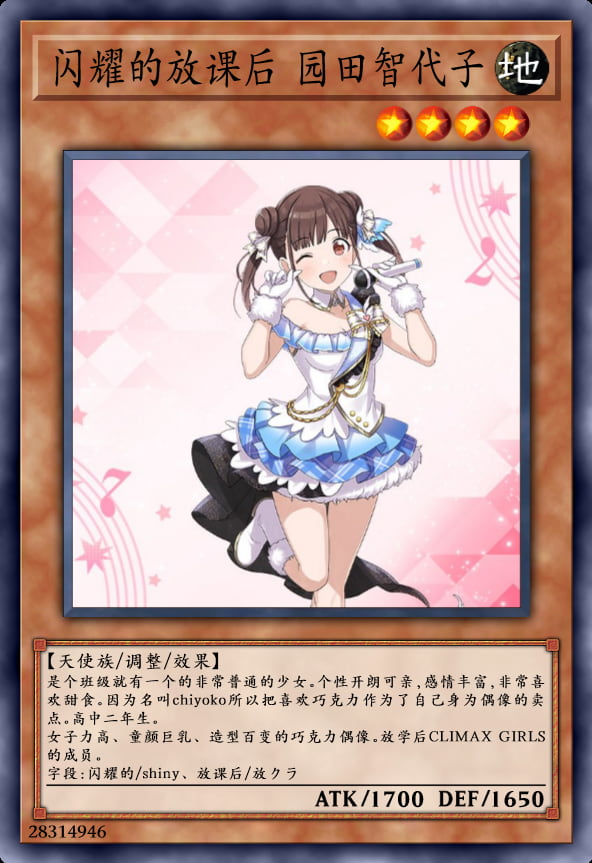 闪耀的放课后 园田智代子
地
【天使族/调整/效果】
是个班级就有一个的非常普通的少女。个性开朗可亲,感情丰富,非常喜
欢甜食。因为名叫chiyoko所以把喜欢巧克力作为了自己身为偶像的卖
点。高中二年生。
女子力高、童颜巨乳、造型百变的巧克力偶像。放学后CLIMAX GIRLS
的成员。
字段:闪耀的/shiny、放课后/放クラ
ATK/1700 DEF/1650
28314946